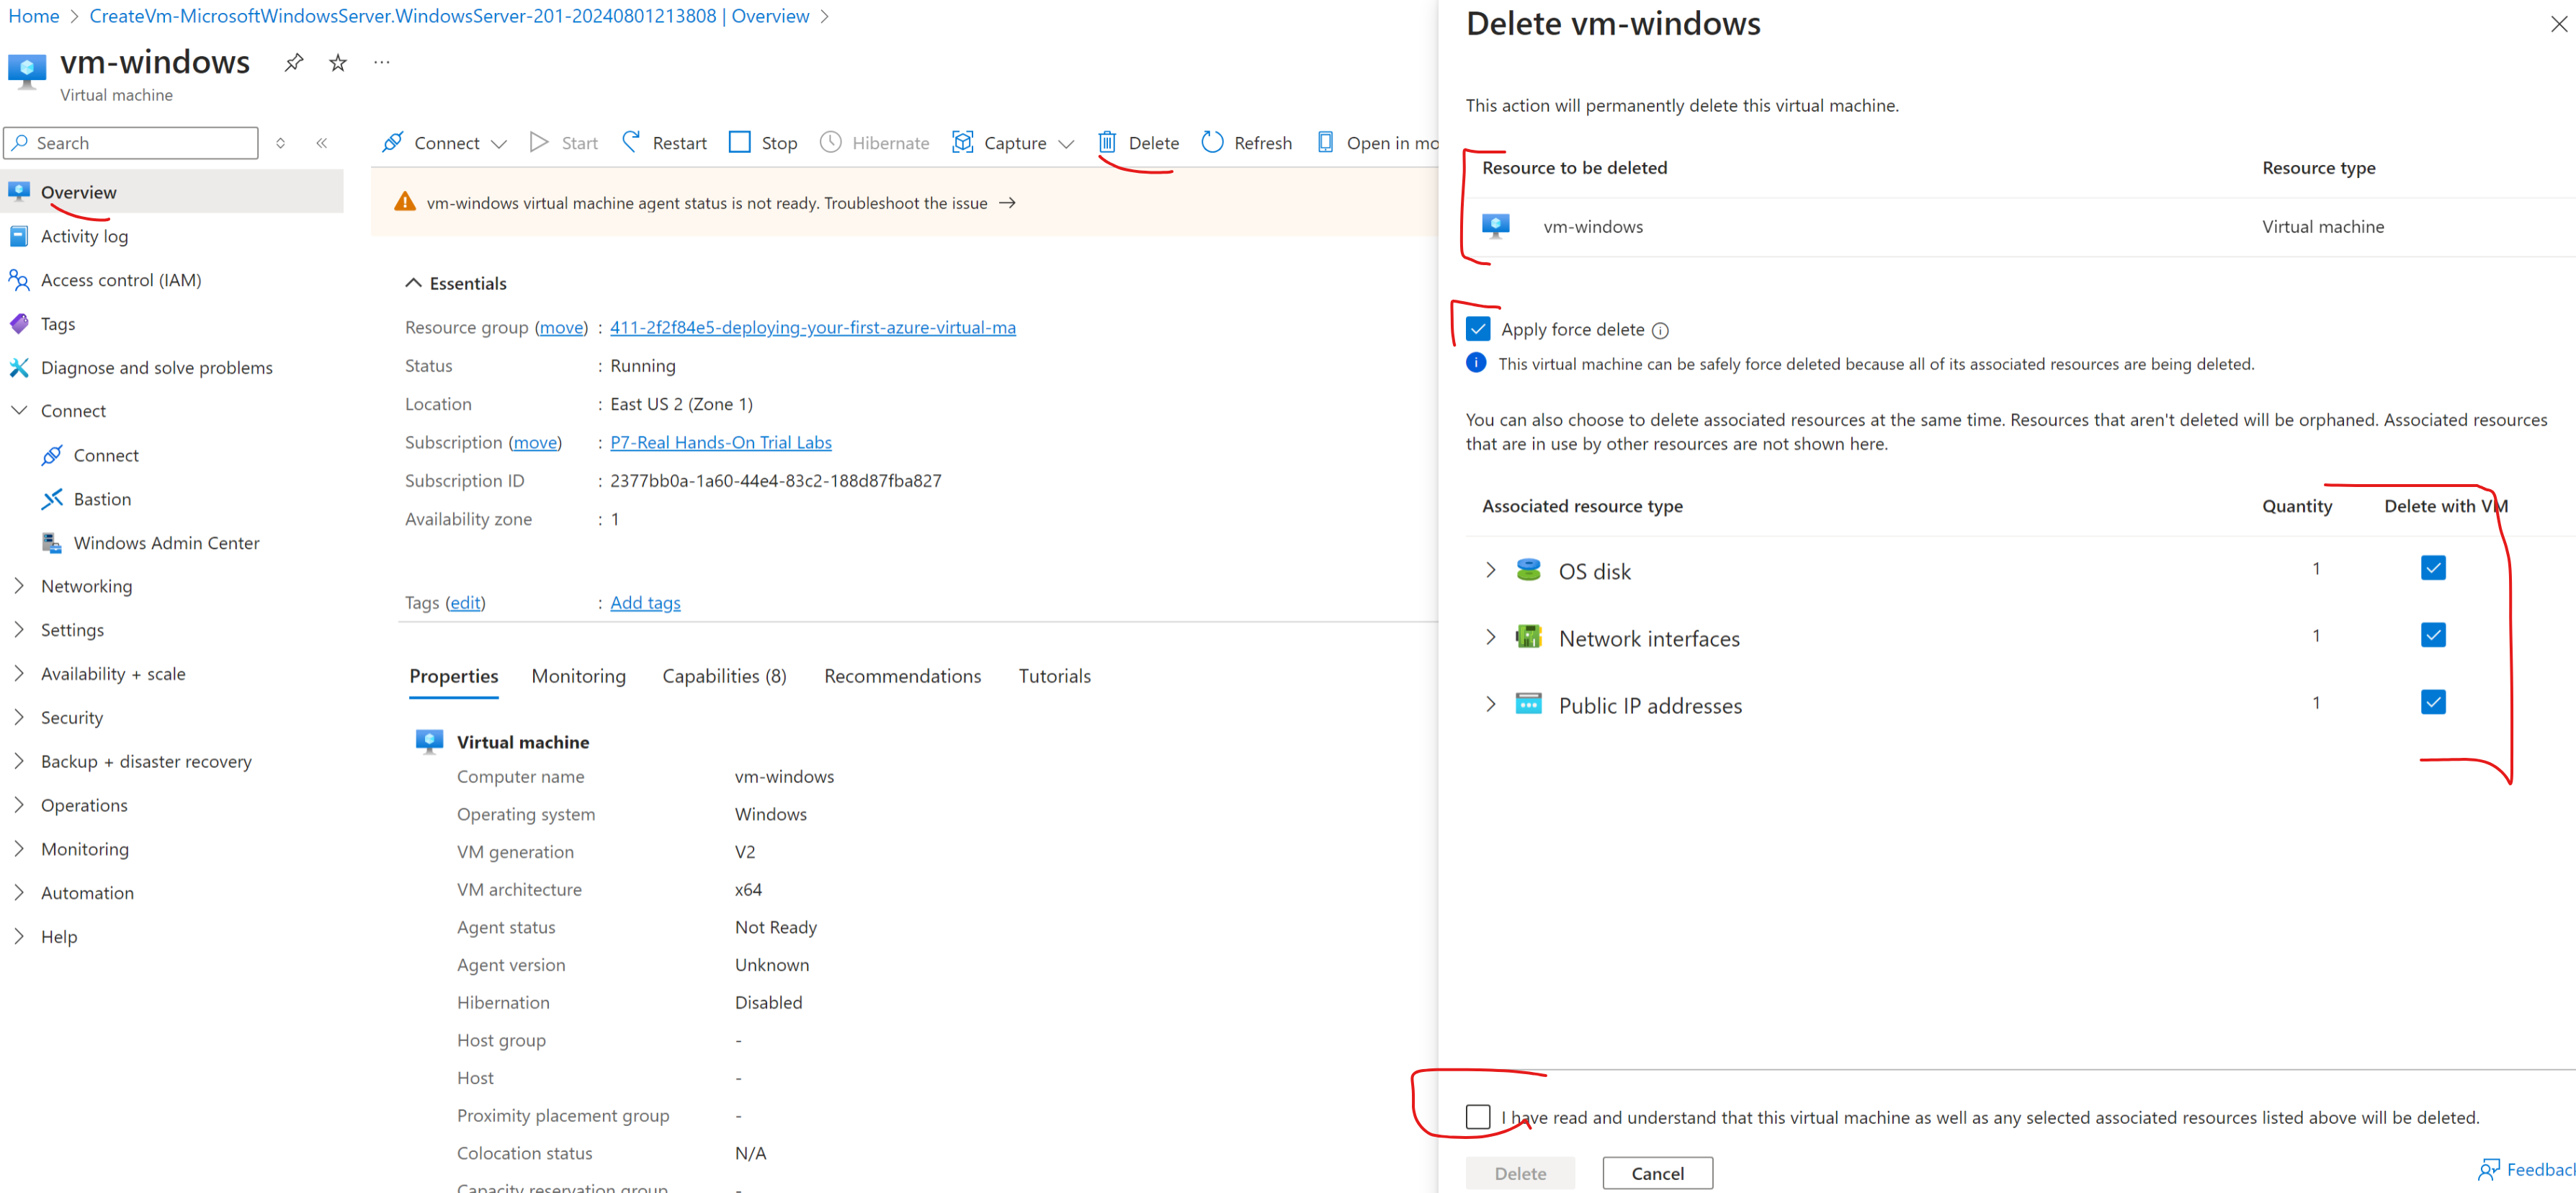 Home > CreateVm-MicrosoftWindowsServer.WindowsServer-201-20240801213808 | Overview >
vm-windows
Virtual machine
Search
Overview
Activity log
Access control (IAM)
Tags
Diagnose and solve problems
Connect
Connect
Bastion
Windows Admin Center
Networking
Settings
Availability + scale
Security
Backup + disaster recovery
Operations
Monitoring
Automation
Help
Connect Start Restart Stop Hibernate Capture Delete Refresh Open in mo
vm-windows virtual machine agent status is not ready. Troubleshoot the issue →
Essentials
Resource group (move) : 411-2f2f84e5-deploying-your-first-azure-virtual-ma
Status : Running
Location : East US 2 (Zone 1)
Subscription (move) : P7-Real Hands-On Trial Labs
Subscription ID : 2377bb0a-1a60-44e4-83c2-188d87fba827
Availability zone : 1
Tags (edit) : Add tags
Properties Monitoring Capabilities (8) Recommendations Tutorials
Virtual machine
Computer name vm-windows
Operating system Windows
VM generation V2
VM architecture x64
Agent status Not Ready
Agent version Unknown
Hibernation Disabled
Host group -
Host -
Proximity placement group -
Colocation status N/A
Capacity reservation group -
Delete vm-windows
This action will permanently delete this virtual machine.
Resource to be deleted Resource type
vm-windows Virtual machine
Apply force delete
This virtual machine can be safely force deleted because all of its associated resources are being deleted.
You can also choose to delete associated resources at the same time. Resources that aren't deleted will be orphaned. Associated resources
that are in use by other resources are not shown here.
Associated resource type Quantity Delete with VM
OS disk 1
Network interfaces 1
Public IP addresses 1
I have read and understand that this virtual machine as well as any selected associated resources listed above will be deleted.
Delete Cancel
Feedbac